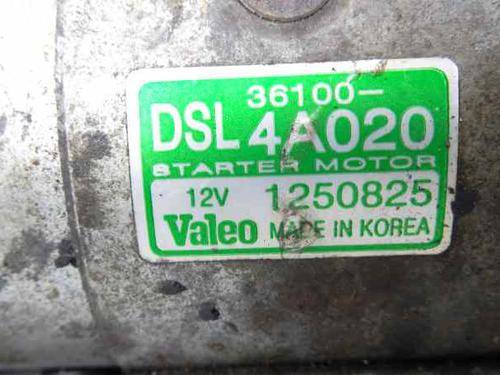 36100-
DSL 4A020
STARTER MOTOR
12V 1250825
Valeo MADE IN KOREA